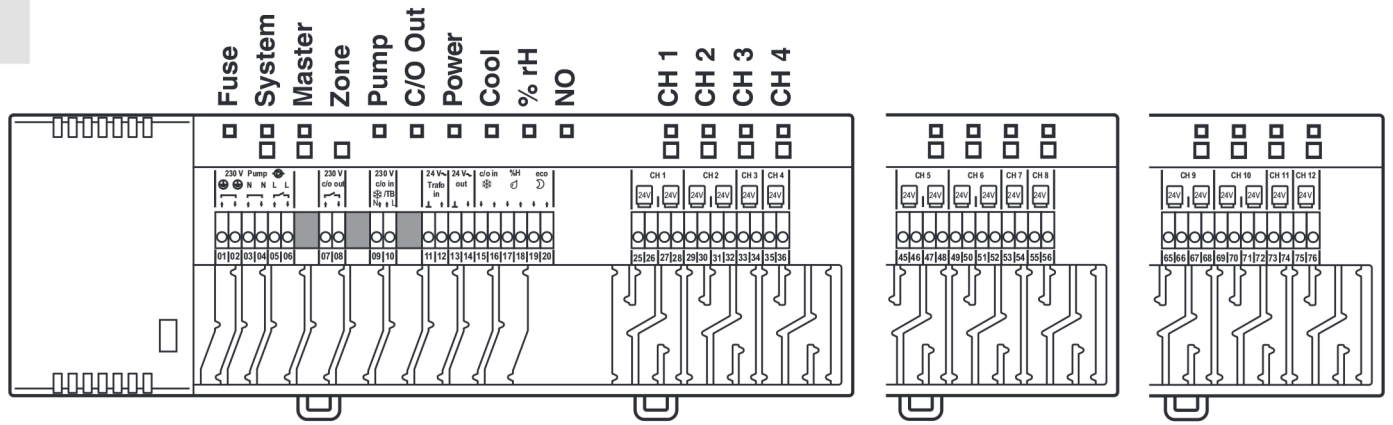 Fuse
System
Master
Zone
Pump
C/O Out
Power
Cool
% rH
NO
CH 1
CH 2
CH 3
CH 4
230 V Pump
N N L L
230 V
c/o out
230 V
c/o in
/TB
N L
24 V~
Trafo
in
24 V~
out
c/o in
%H
eco
CH 1
24V 24V
CH 2
24V 24V
CH 3
24V
CH 4
24V
CH 5
24V 24V
CH 6
24V 24V
CH 7
24V
CH 8
24V
CH 9
24V 24V
CH 10
24V 24V
CH 11
24V
CH 12
24V
01 02 03 04 05 06 07 08 09 10 11 12 13 14 15 16 17 18 19 20
25 26 27 28 29 30 31 32 33 34 35 36
45 46 47 48 49 50 51 52 53 54 55 56
65 66 67 68 69 70 71 72 73 74 75 76